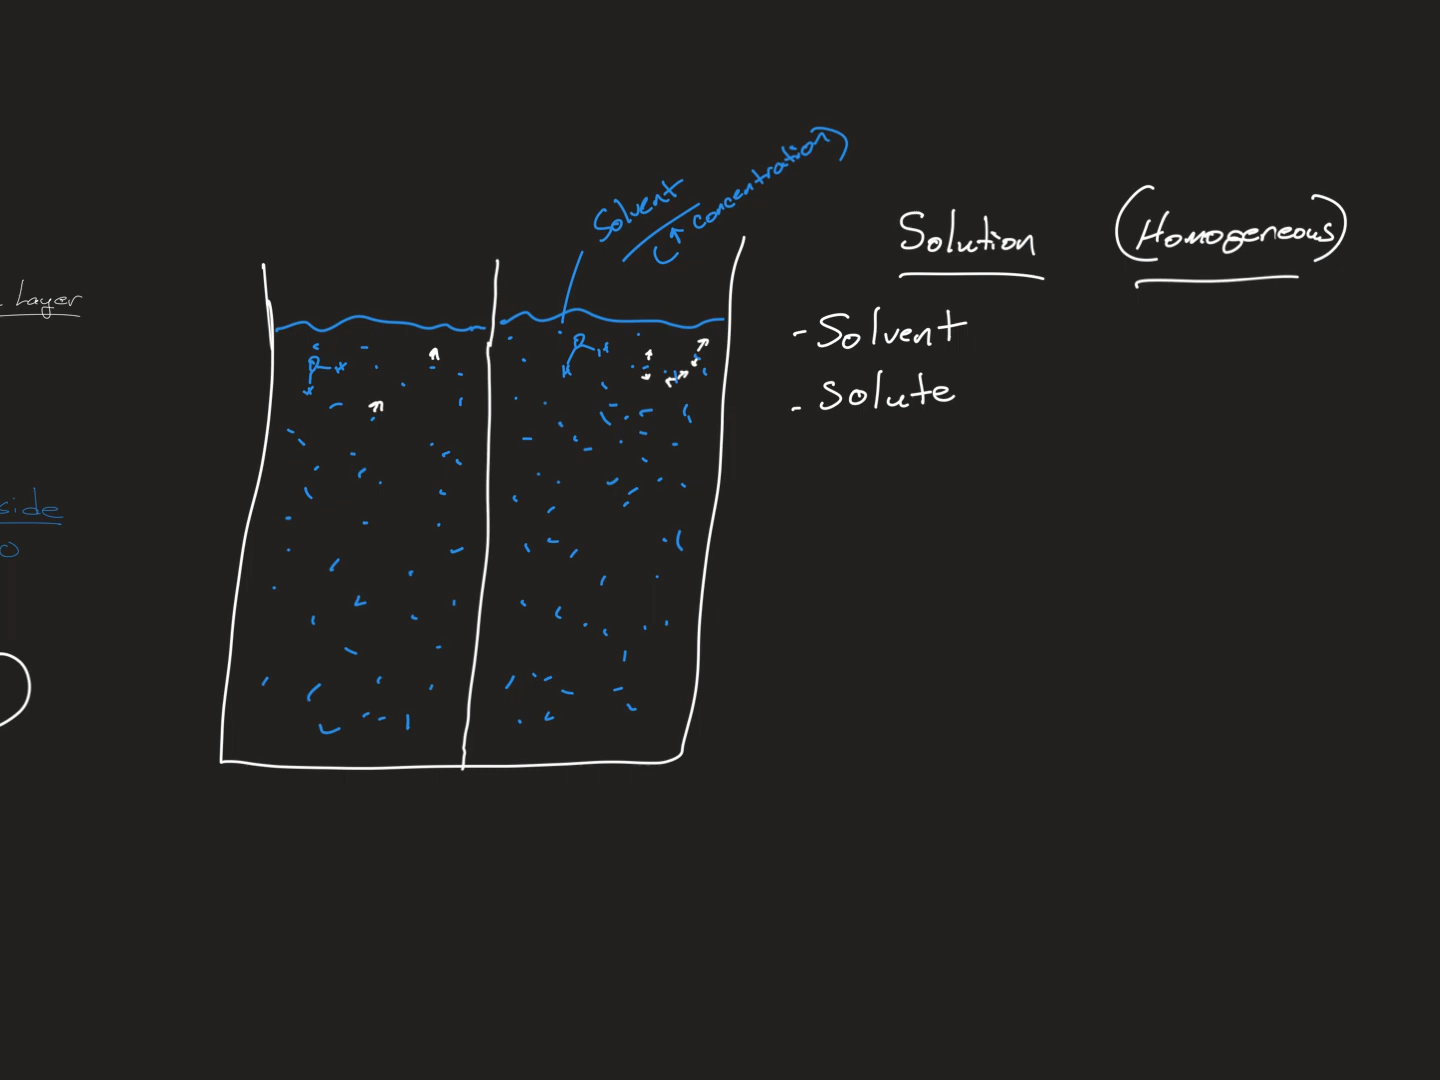 Solvent
(↑ concentration)
Solution (Homogeneous)
- Solvent
- Solute
Layer
side
O
H
H
O
H
H